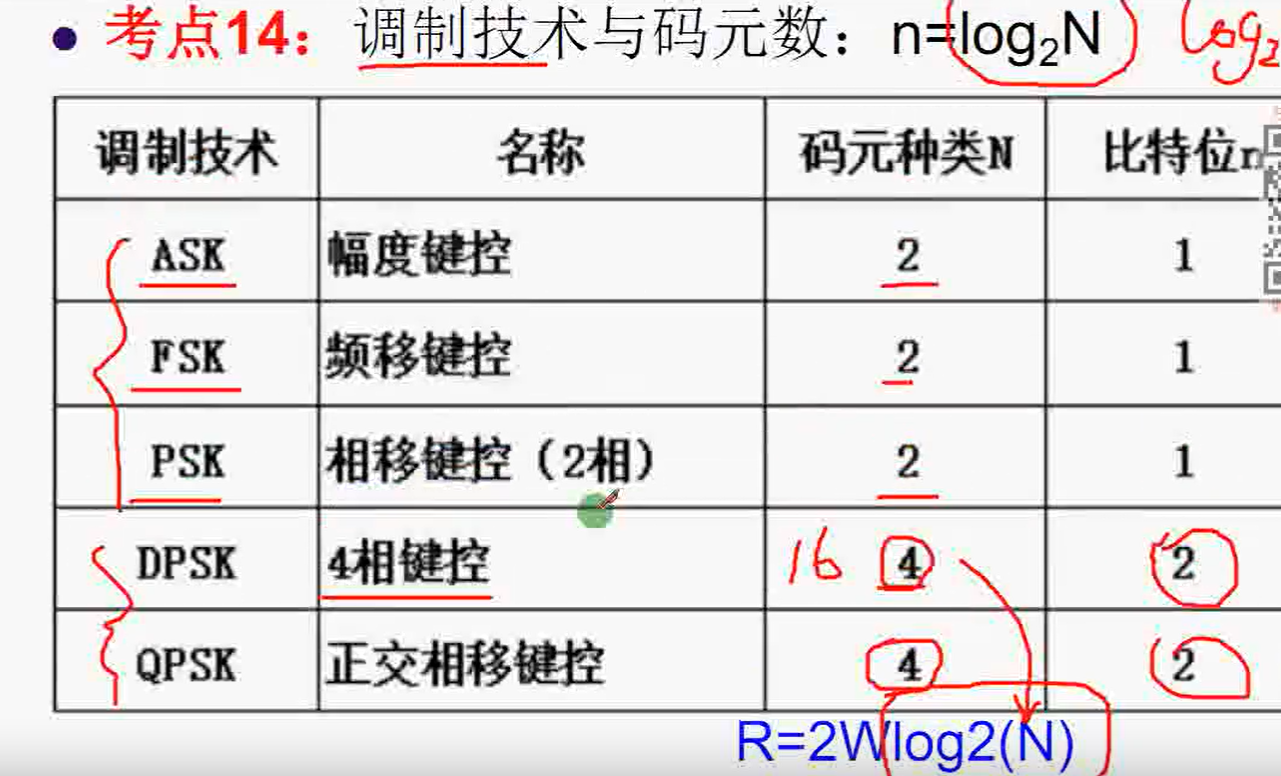 • 考点14：调制技术与码元数：n=log₂N log₂
调制技术 名称 码元种类N 比特位n
ASK 幅度键控 2 1
FSK 频移键控 2 1
PSK 相移键控（2相） 2 1
DPSK 4相键控 16 4 2
QPSK 正交相移键控 4 2
R=2Wlog2(N)